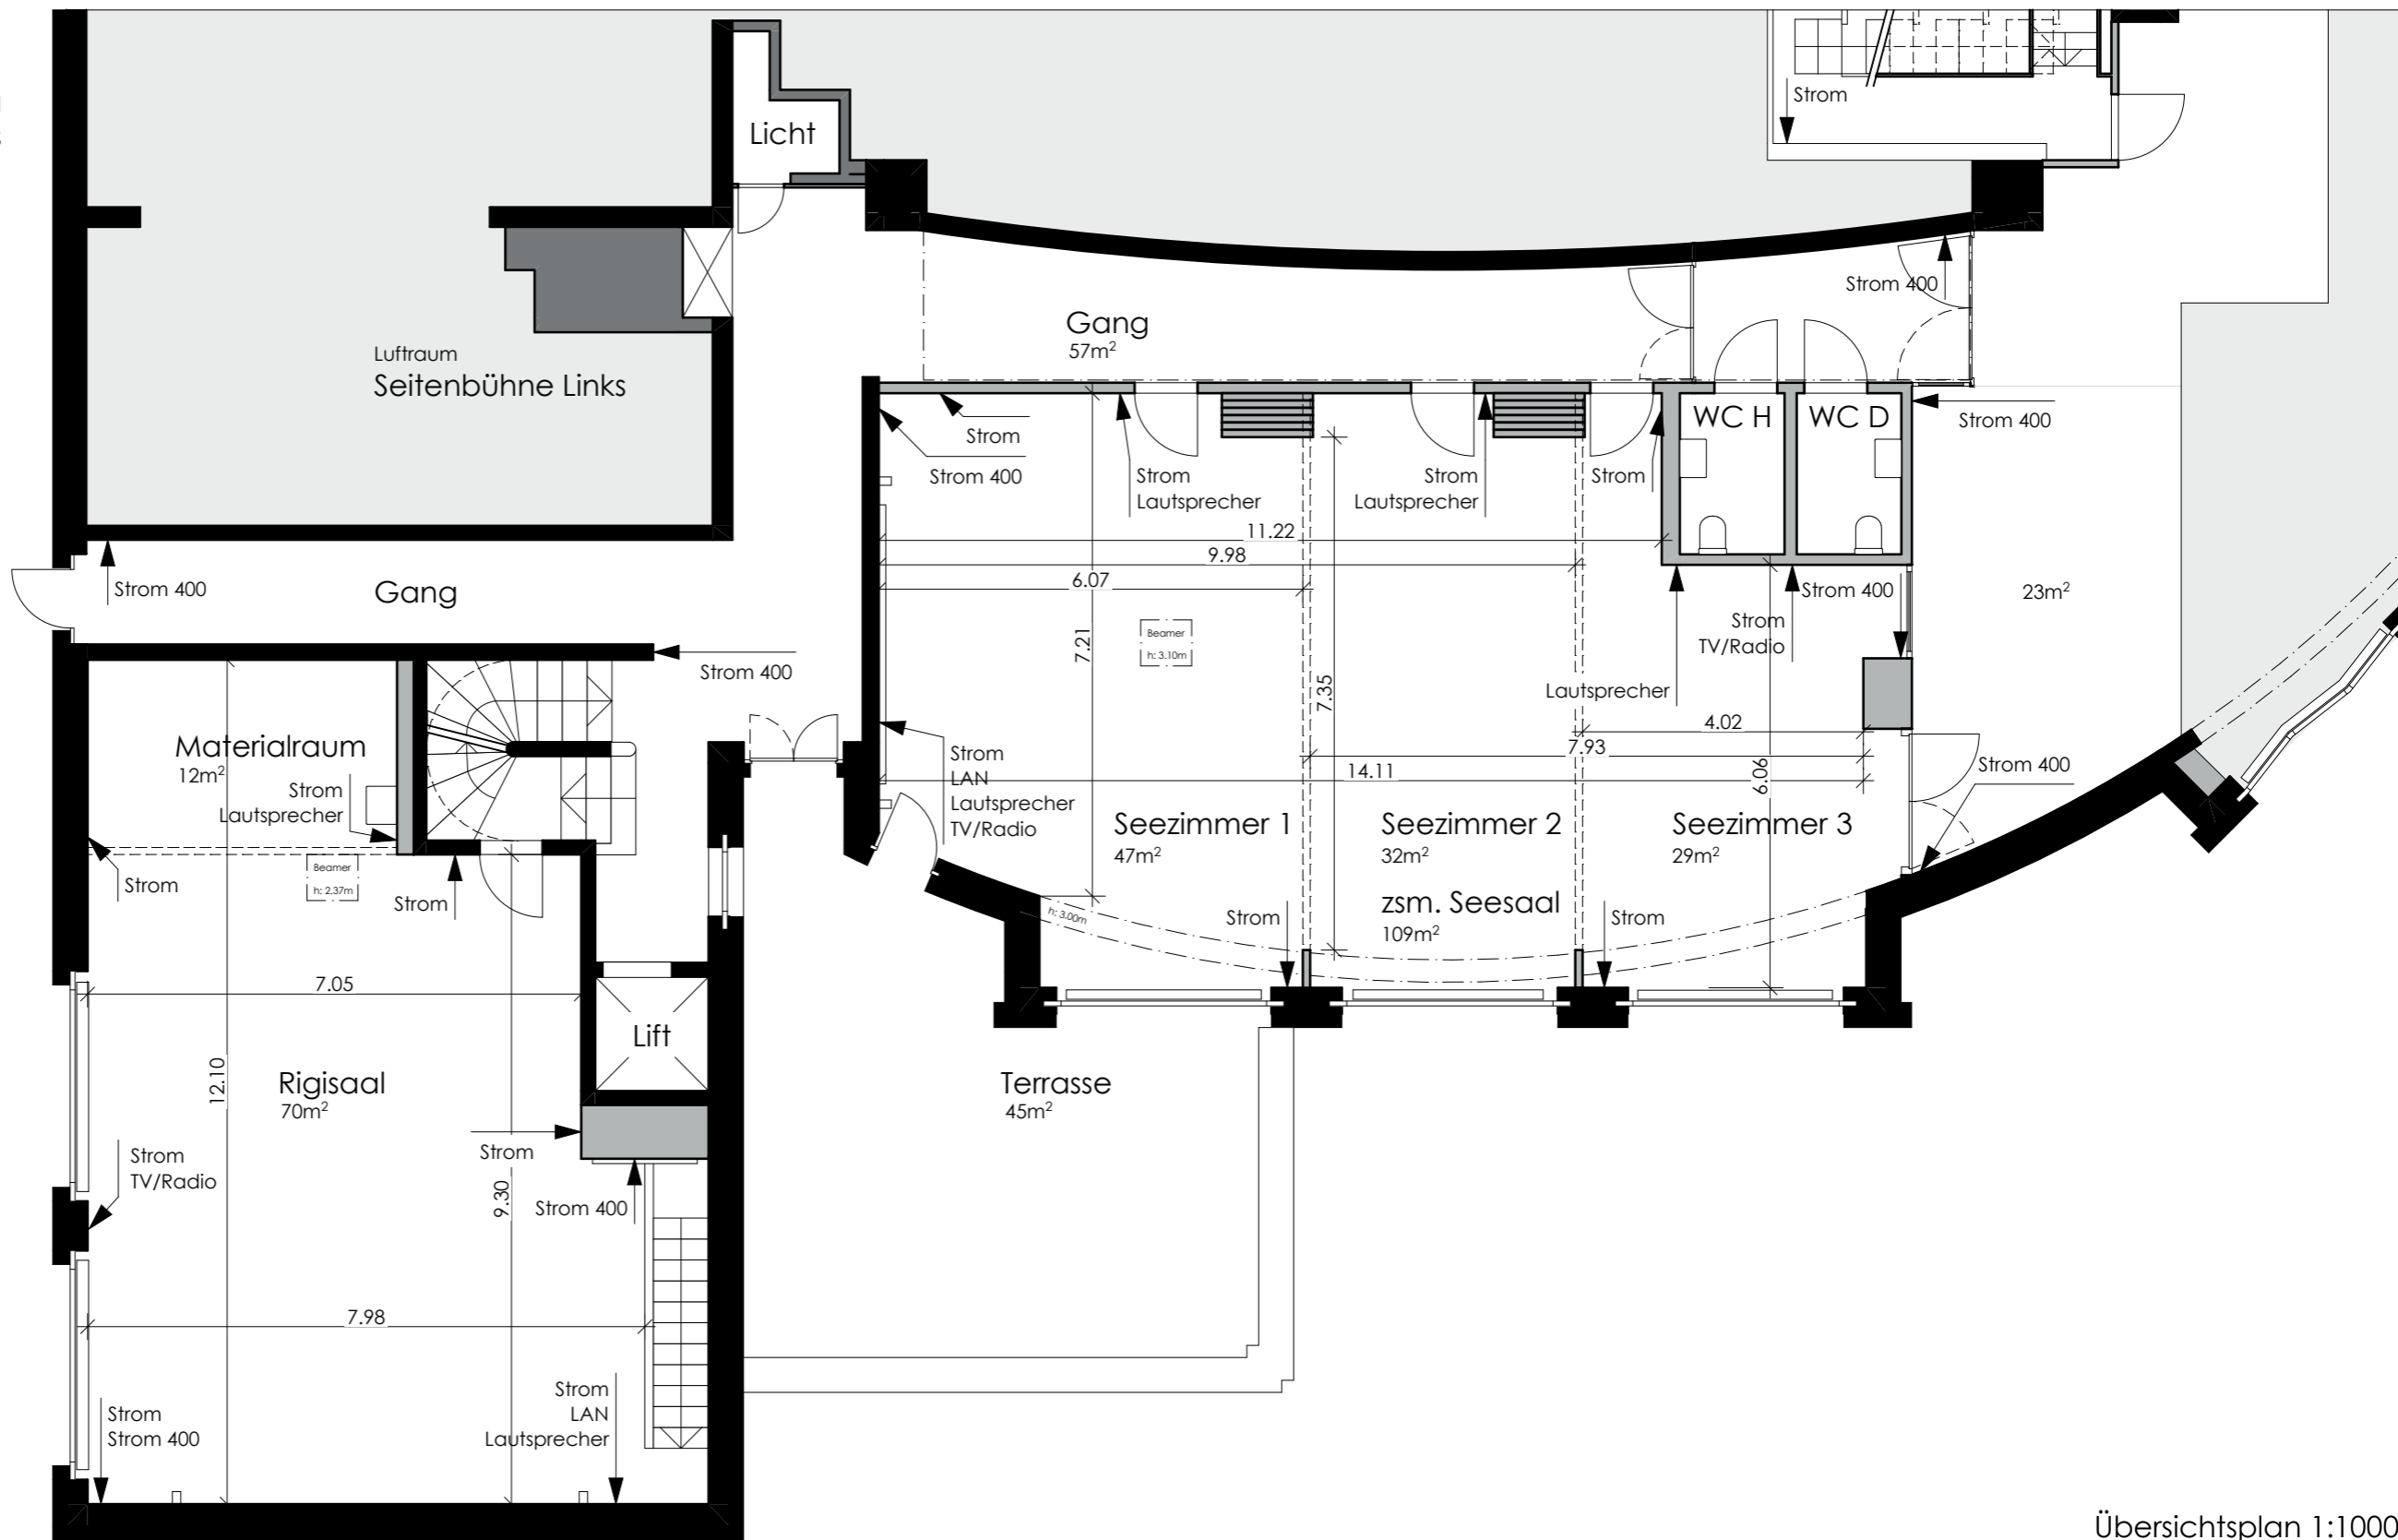 Strom
Licht
Strom 400
Gang
57m²
Luftraum
Seitenbühne Links
WC H
WC D
Strom
Strom 400
Strom 400
Strom
Lautsprecher
Strom
Lautsprecher
Strom
11.22
9.98
6.07
Strom 400
Gang
Strom 400
23m²
Beamer
h: 3.10m
7.21
Strom
TV/Radio
Strom 400
7.35
Lautsprecher
4.02
7.93
14.11
6.06
Materialraum
12m²
Strom
Lautsprecher
Strom
LAN
Lautsprecher
TV/Radio
Strom 400
Seezimmer 1
47m²
Seezimmer 2
32m²
Seezimmer 3
29m²
Beamer
h: 2.37m
Strom
Strom
h: 3.00m
Strom
zsm. Seesaal
109m²
Strom
7.05
Lift
12.10
Rigisaal
70m²
Terrasse
45m²
Strom
Strom
TV/Radio
9.30
Strom 400
7.98
Strom
Strom 400
Strom
LAN
Lautsprecher
Übersichtsplan 1:1000